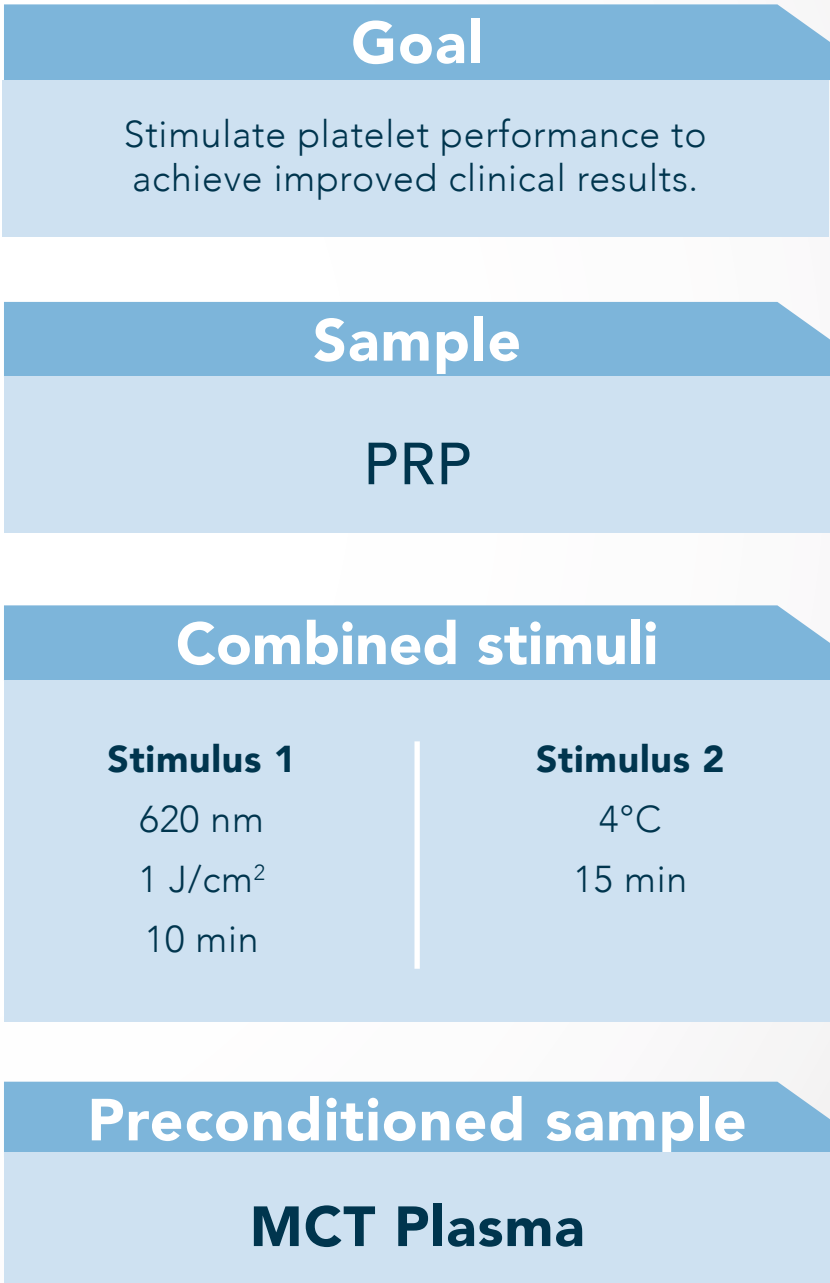 Goal
Stimulate platelet performance to
achieve improved clinical results.
Sample
PRP
Combined stimuli
Stimulus 1
620 nm
1 J/cm²
10 min
Stimulus 2
4°C
15 min
Preconditioned sample
MCT Plasma